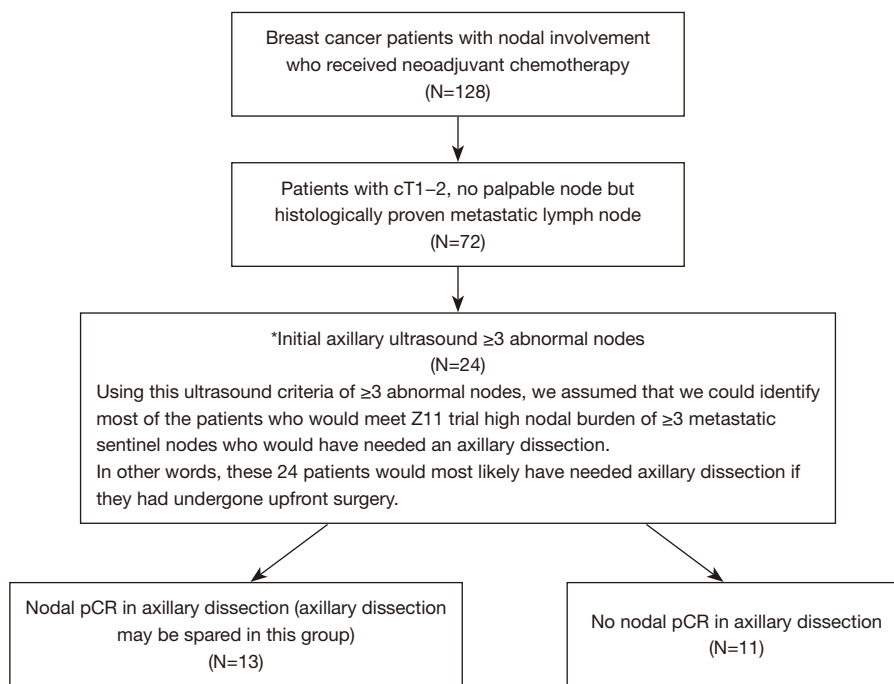 Breast cancer patients with nodal involvement
who received neoadjuvant chemotherapy
(N=128)
Patients with cT1–2, no palpable node but
histologically proven metastatic lymph node
(N=72)
*Initial axillary ultrasound ≥3 abnormal nodes
(N=24)
Using this ultrasound criteria of ≥3 abnormal nodes, we assumed that we could identify
most of the patients who would meet Z11 trial high nodal burden of ≥3 metastatic
sentinel nodes who would have needed an axillary dissection.
In other words, these 24 patients would most likely have needed axillary dissection if
they had undergone upfront surgery.
Nodal pCR in axillary dissection (axillary dissection
may be spared in this group)
(N=13)
No nodal pCR in axillary dissection
(N=11)